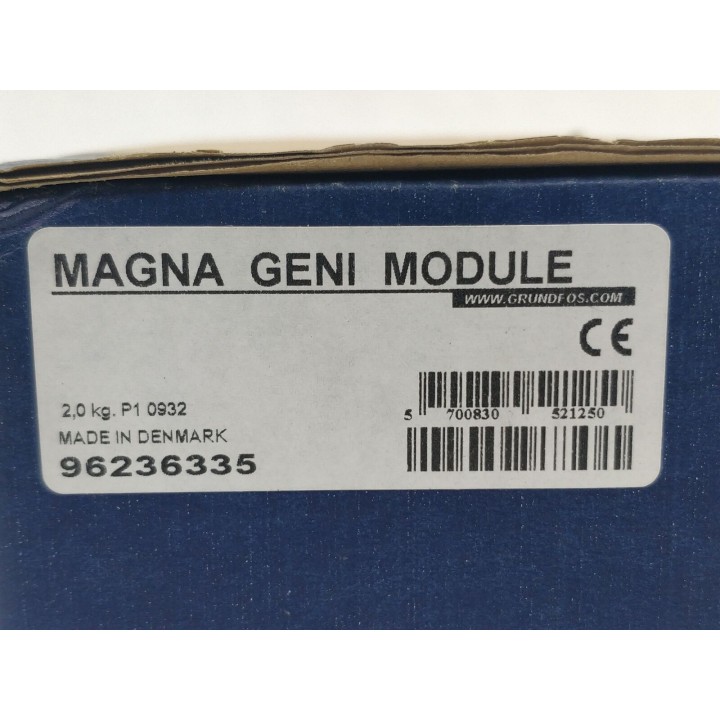 MAGNA GENI MODULE
WWW.GRUNDFOS.COM
CE
2,0 kg. P1 0932
MADE IN DENMARK
96236335
5 700830 521250